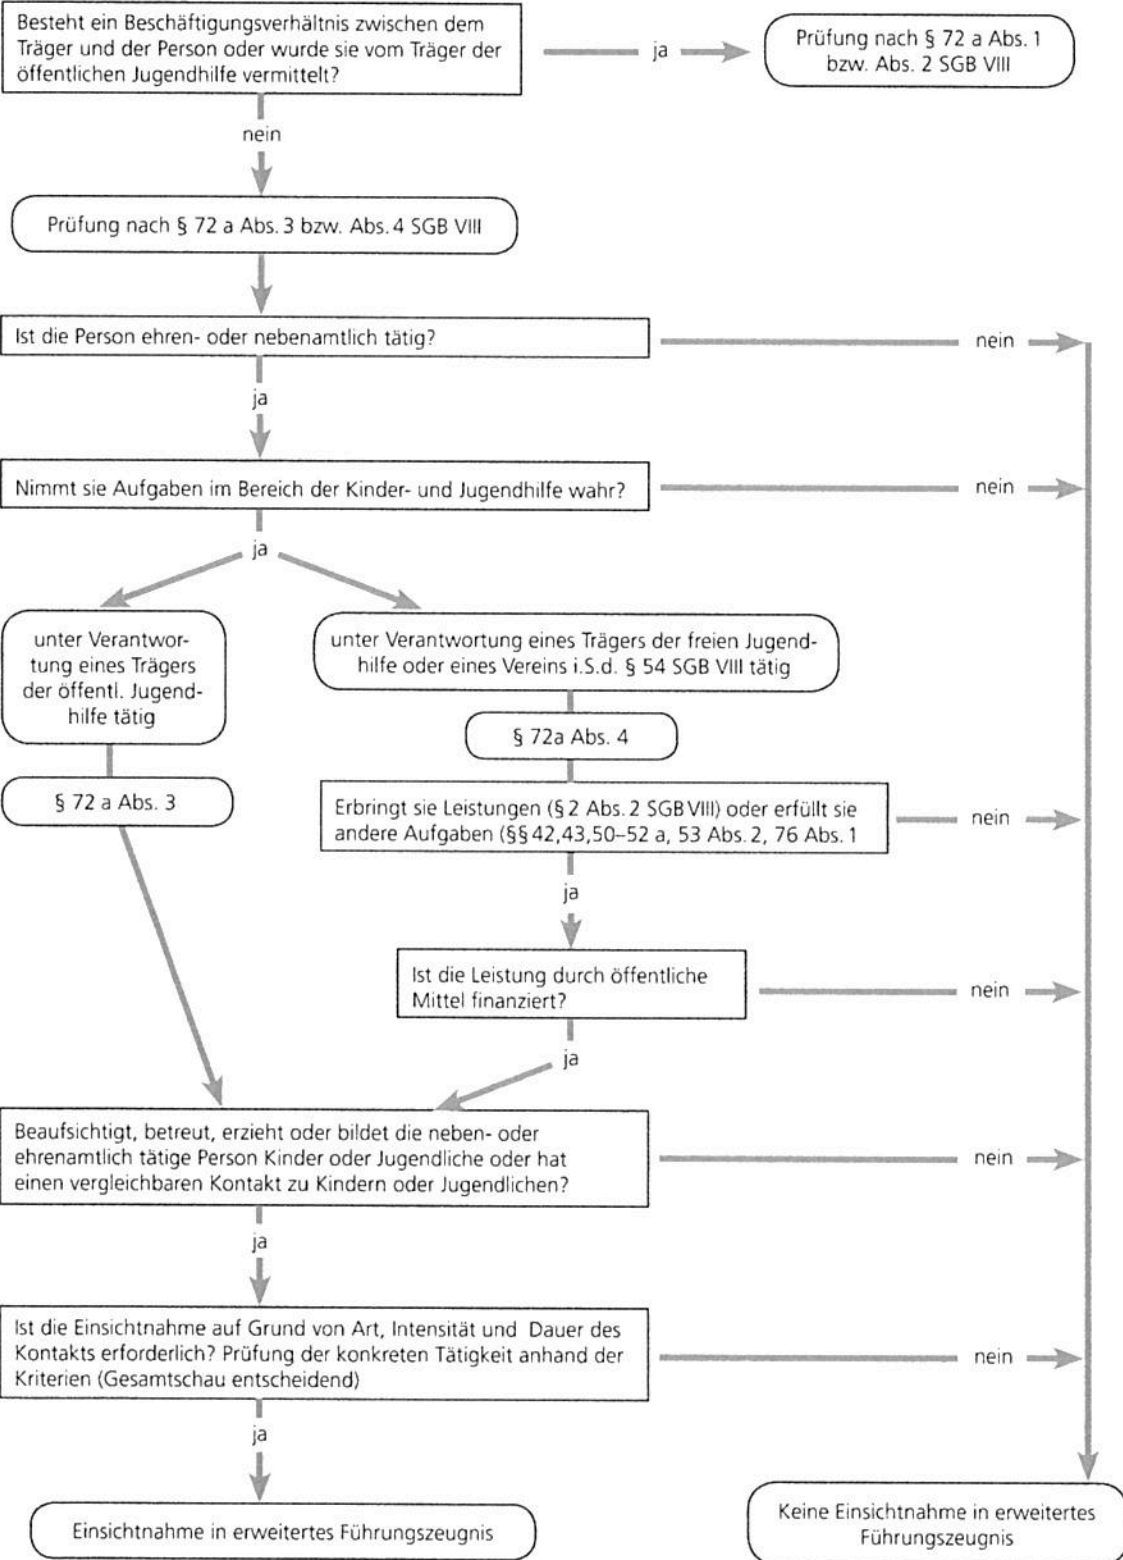 Besteht ein Beschäftigungsverhältnis zwischen dem
Träger und der Person oder wurde sie vom Träger der
öffentlichen Jugendhilfe vermittelt?
ja
Prüfung nach § 72 a Abs. 1
bzw. Abs. 2 SGB VIII
nein
Prüfung nach § 72 a Abs. 3 bzw. Abs. 4 SGB VIII
Ist die Person ehren- oder nebenamtlich tätig?
nein
ja
Nimmt sie Aufgaben im Bereich der Kinder- und Jugendhilfe wahr?
nein
ja
unter Verantwor-
tung eines Trägers
der öffentl. Jugend-
hilfe tätig
unter Verantwortung eines Trägers der freien Jugend-
hilfe oder eines Vereins i.S.d. § 54 SGB VIII tätig
§ 72a Abs. 4
§ 72 a Abs. 3
Erbringt sie Leistungen (§ 2 Abs. 2 SGB VIII) oder erfüllt sie
andere Aufgaben (§§ 42,43,50–52 a, 53 Abs. 2, 76 Abs. 1
nein
ja
Ist die Leistung durch öffentliche
Mittel finanziert?
nein
ja
Beaufsichtigt, betreut, erzieht oder bildet die neben- oder
ehrenamtlich tätige Person Kinder oder Jugendliche oder hat
einen vergleichbaren Kontakt zu Kindern oder Jugendlichen?
nein
ja
Ist die Einsichtnahme auf Grund von Art, Intensität und Dauer des
Kontakts erforderlich? Prüfung der konkreten Tätigkeit anhand der
Kriterien (Gesamtschau entscheidend)
nein
ja
Einsichtnahme in erweitertes Führungszeugnis
Keine Einsichtnahme in erweitertes
Führungszeugnis